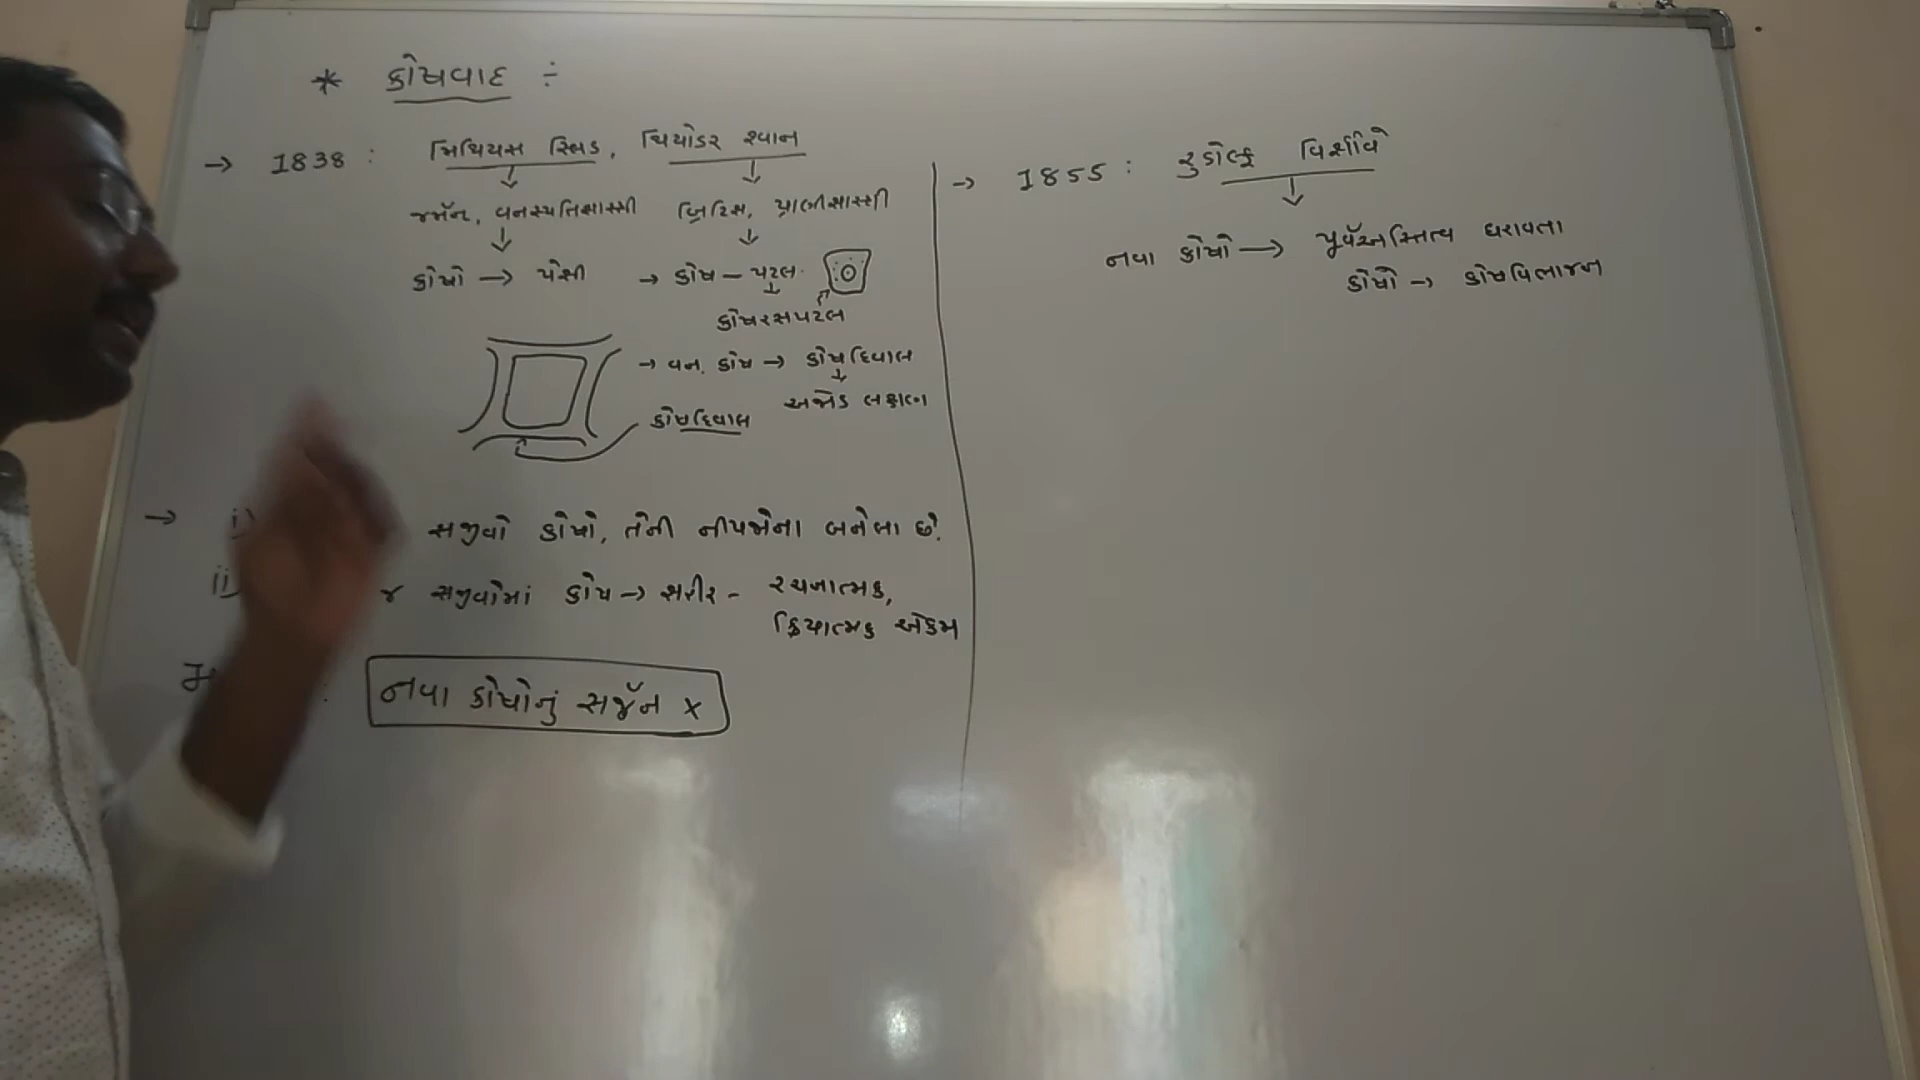 * કોષવાદ ÷
→ 1838 : મિથિયસ સ્લિડ, થિયોડર શ્વાન
જર્મન, વનસ્પતિશાસ્ત્રી
બ્રિટિશ, પ્રાણીશાસ્ત્રી
કોષો → પેશી
→ કોષ - પટલ
કોષરસપટલ
→ વન. કોષ → કોષદિવાલ
અજોડ લક્ષણ
કોષદિવાલ
→ i) સજીવો કોષો, તેની નીપજોના બનેલા છે.
ii) જ સજીવોમાં કોષ → શરીર - રચનાત્મક,
ક્રિયાત્મક એકમ
નવા કોષોનું સર્જન ×
→ 1855 : રુડોલ્ફ વિર્શોવે
નવા કોષો → પૂર્વઅસ્તિત્વ ધરાવતા
કોષો → કોષવિભાજન